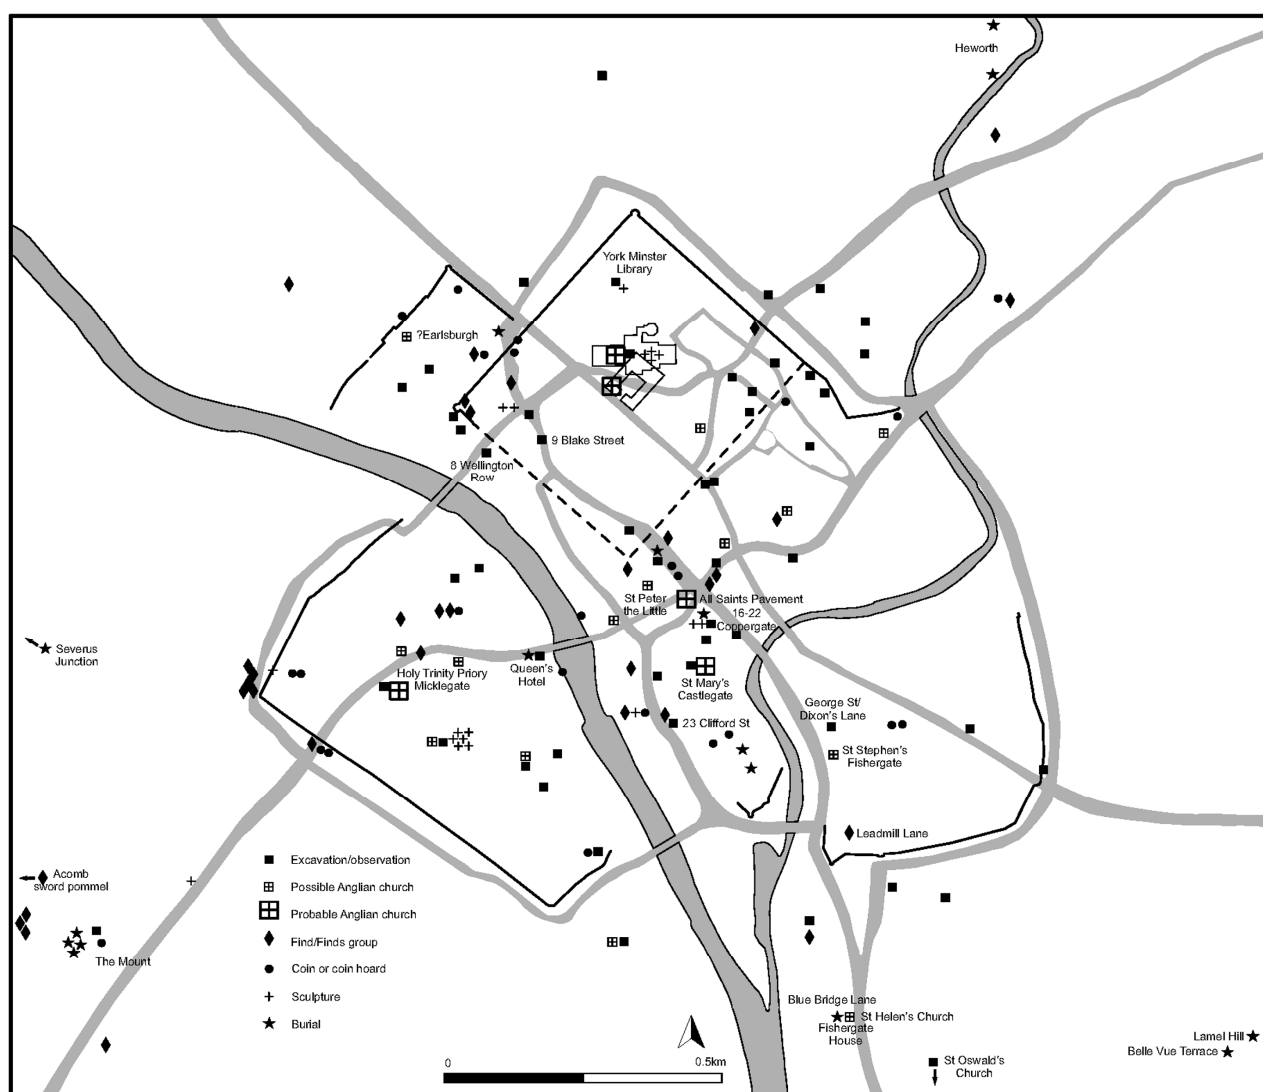 Heworth
York Minster
Library
?Earlsburgh
9 Blake Street
8 Wellington
Row
St Peter
the Little
All Saints Pavement
16-22
Coppergate
Severus
Junction
Holy Trinity Priory
Micklegate
Queen's
Hotel
St Mary's
Castlegate
23 Clifford St
George St/
Dixon's Lane
St Stephen's
Fishergate
Leadmill Lane
Acomb
sword pommel
The Mount
Excavation/observation
Possible Anglian church
Probable Anglian church
Find/Finds group
Coin or coin hoard
Sculpture
Burial
Blue Bridge Lane
St Helen's Church
Fishergate
House
Lamel Hill
Belle Vue Terrace
St Oswald's
Church
0
0.5km